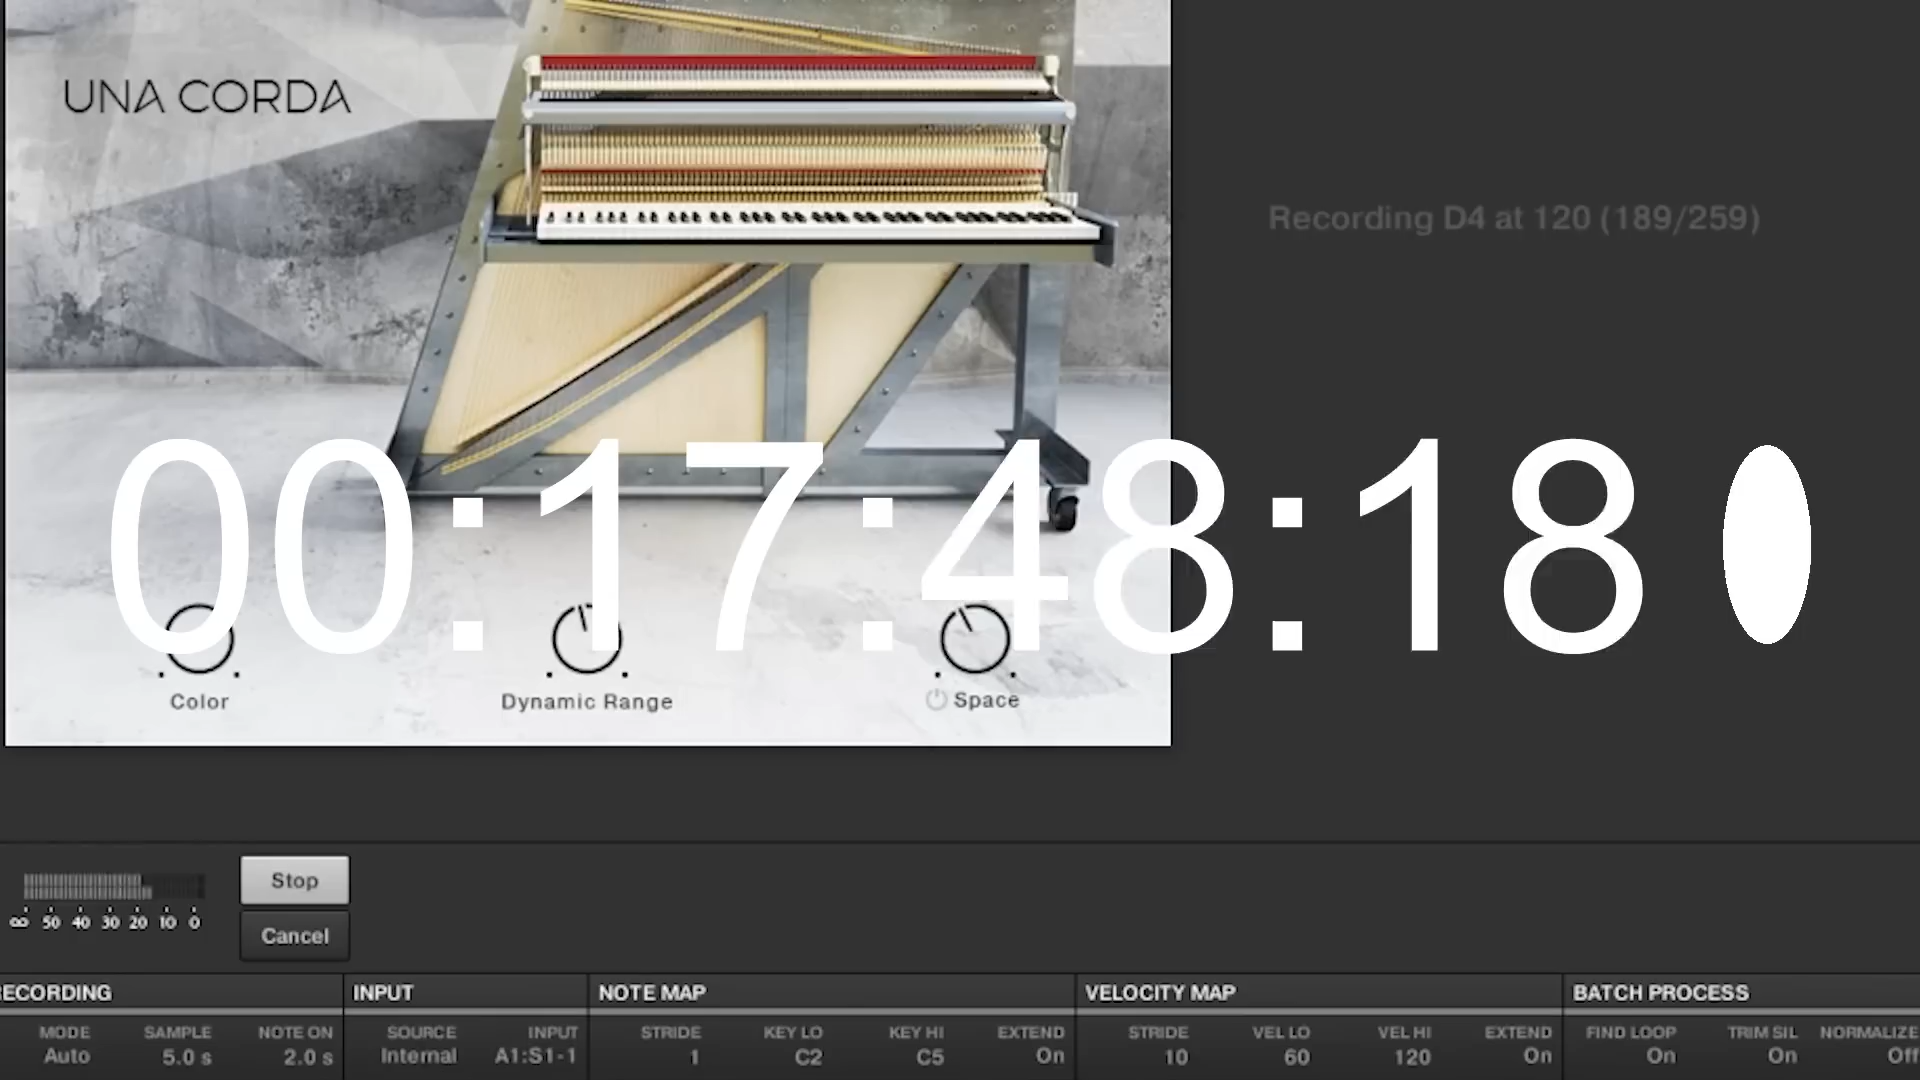 UNA CORDA
Recording D4 at 120 (189/259)
00:17:48:18
Color
Dynamic Range
Space
Stop
∞ 50 40 30 20 10 0
Cancel
RECORDING INPUT NOTE MAP VELOCITY MAP BATCH PROCESS
MODE SAMPLE NOTE ON SOURCE INPUT STRIDE KEY LO KEY HI EXTEND STRIDE VEL LO VEL HI EXTEND FIND LOOP TRIM SIL NORMALIZE
Auto 5.0 s 2.0 s Internal A1:S1-1 1 C2 C5 On 10 60 120 On On On Off